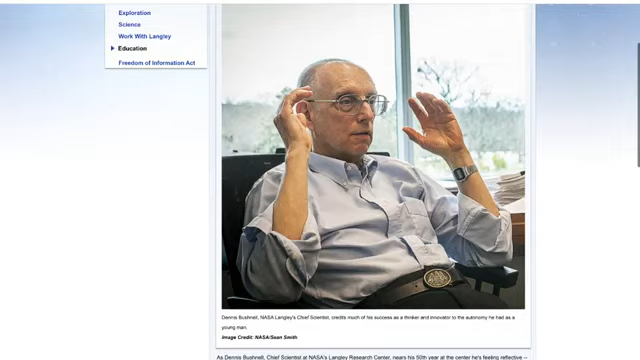 Exploration
Science
Work With Langley
Education
Freedom of Information Act
Dennis Bushnell, NASA Langley's Chief Scientist, credits much of his success as a thinker and innovator to the autonomy he had as a
young man.
Image Credit: NASA/Sean Smith
As Dennis Bushnell, Chief Scientist at NASA's Langley Research Center, nears his 50th year at the center he's feeling reflective --